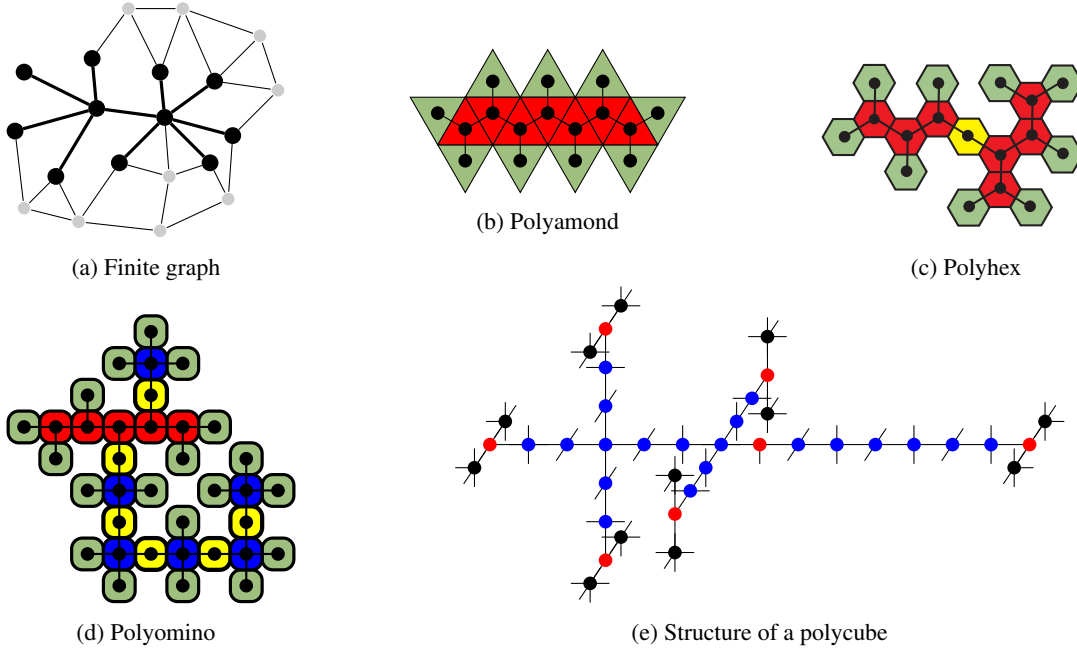 (a) Finite graph
(b) Polyamond
(c) Polyhex
(d) Polyomino
(e) Structure of a polycube